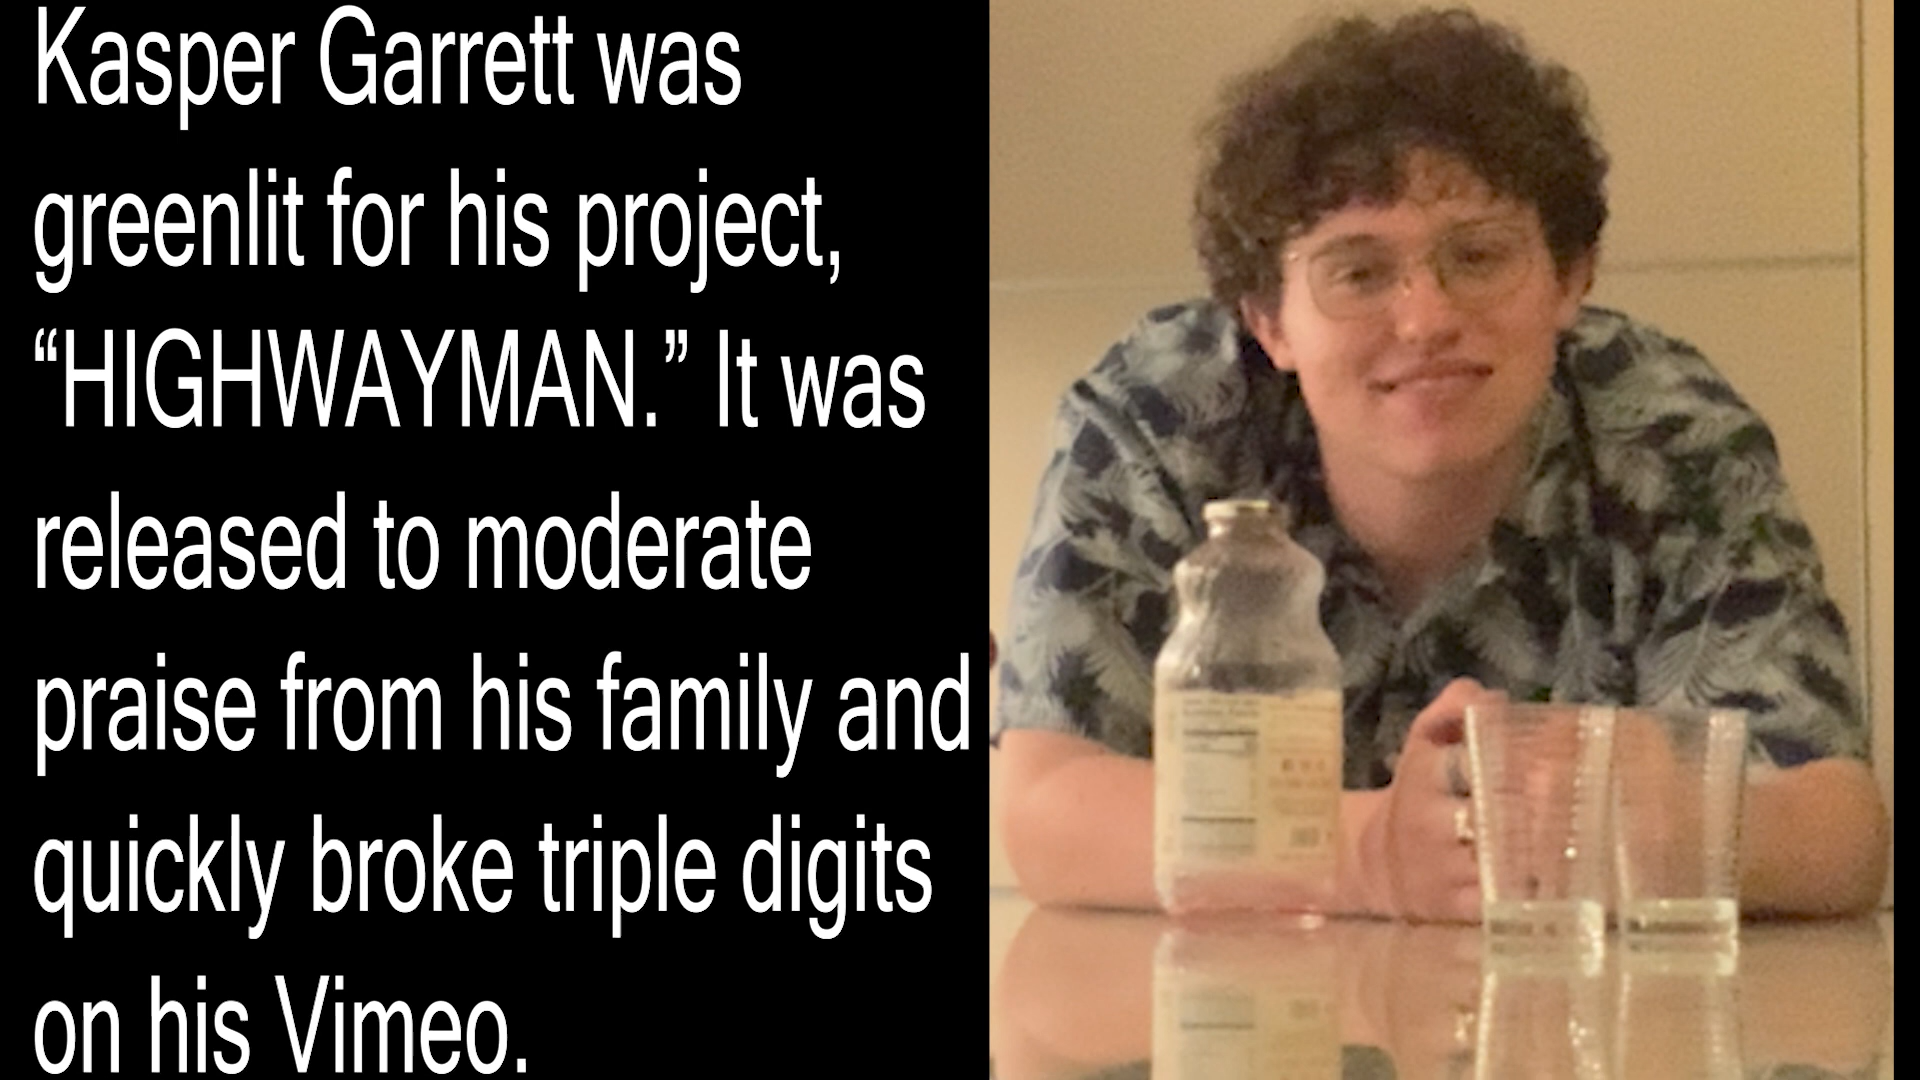 Kasper Garrett was
greenlit for his project,
“HIGHWAYMAN.” It was
released to moderate
praise from his family and
quickly broke triple digits
on his Vimeo.